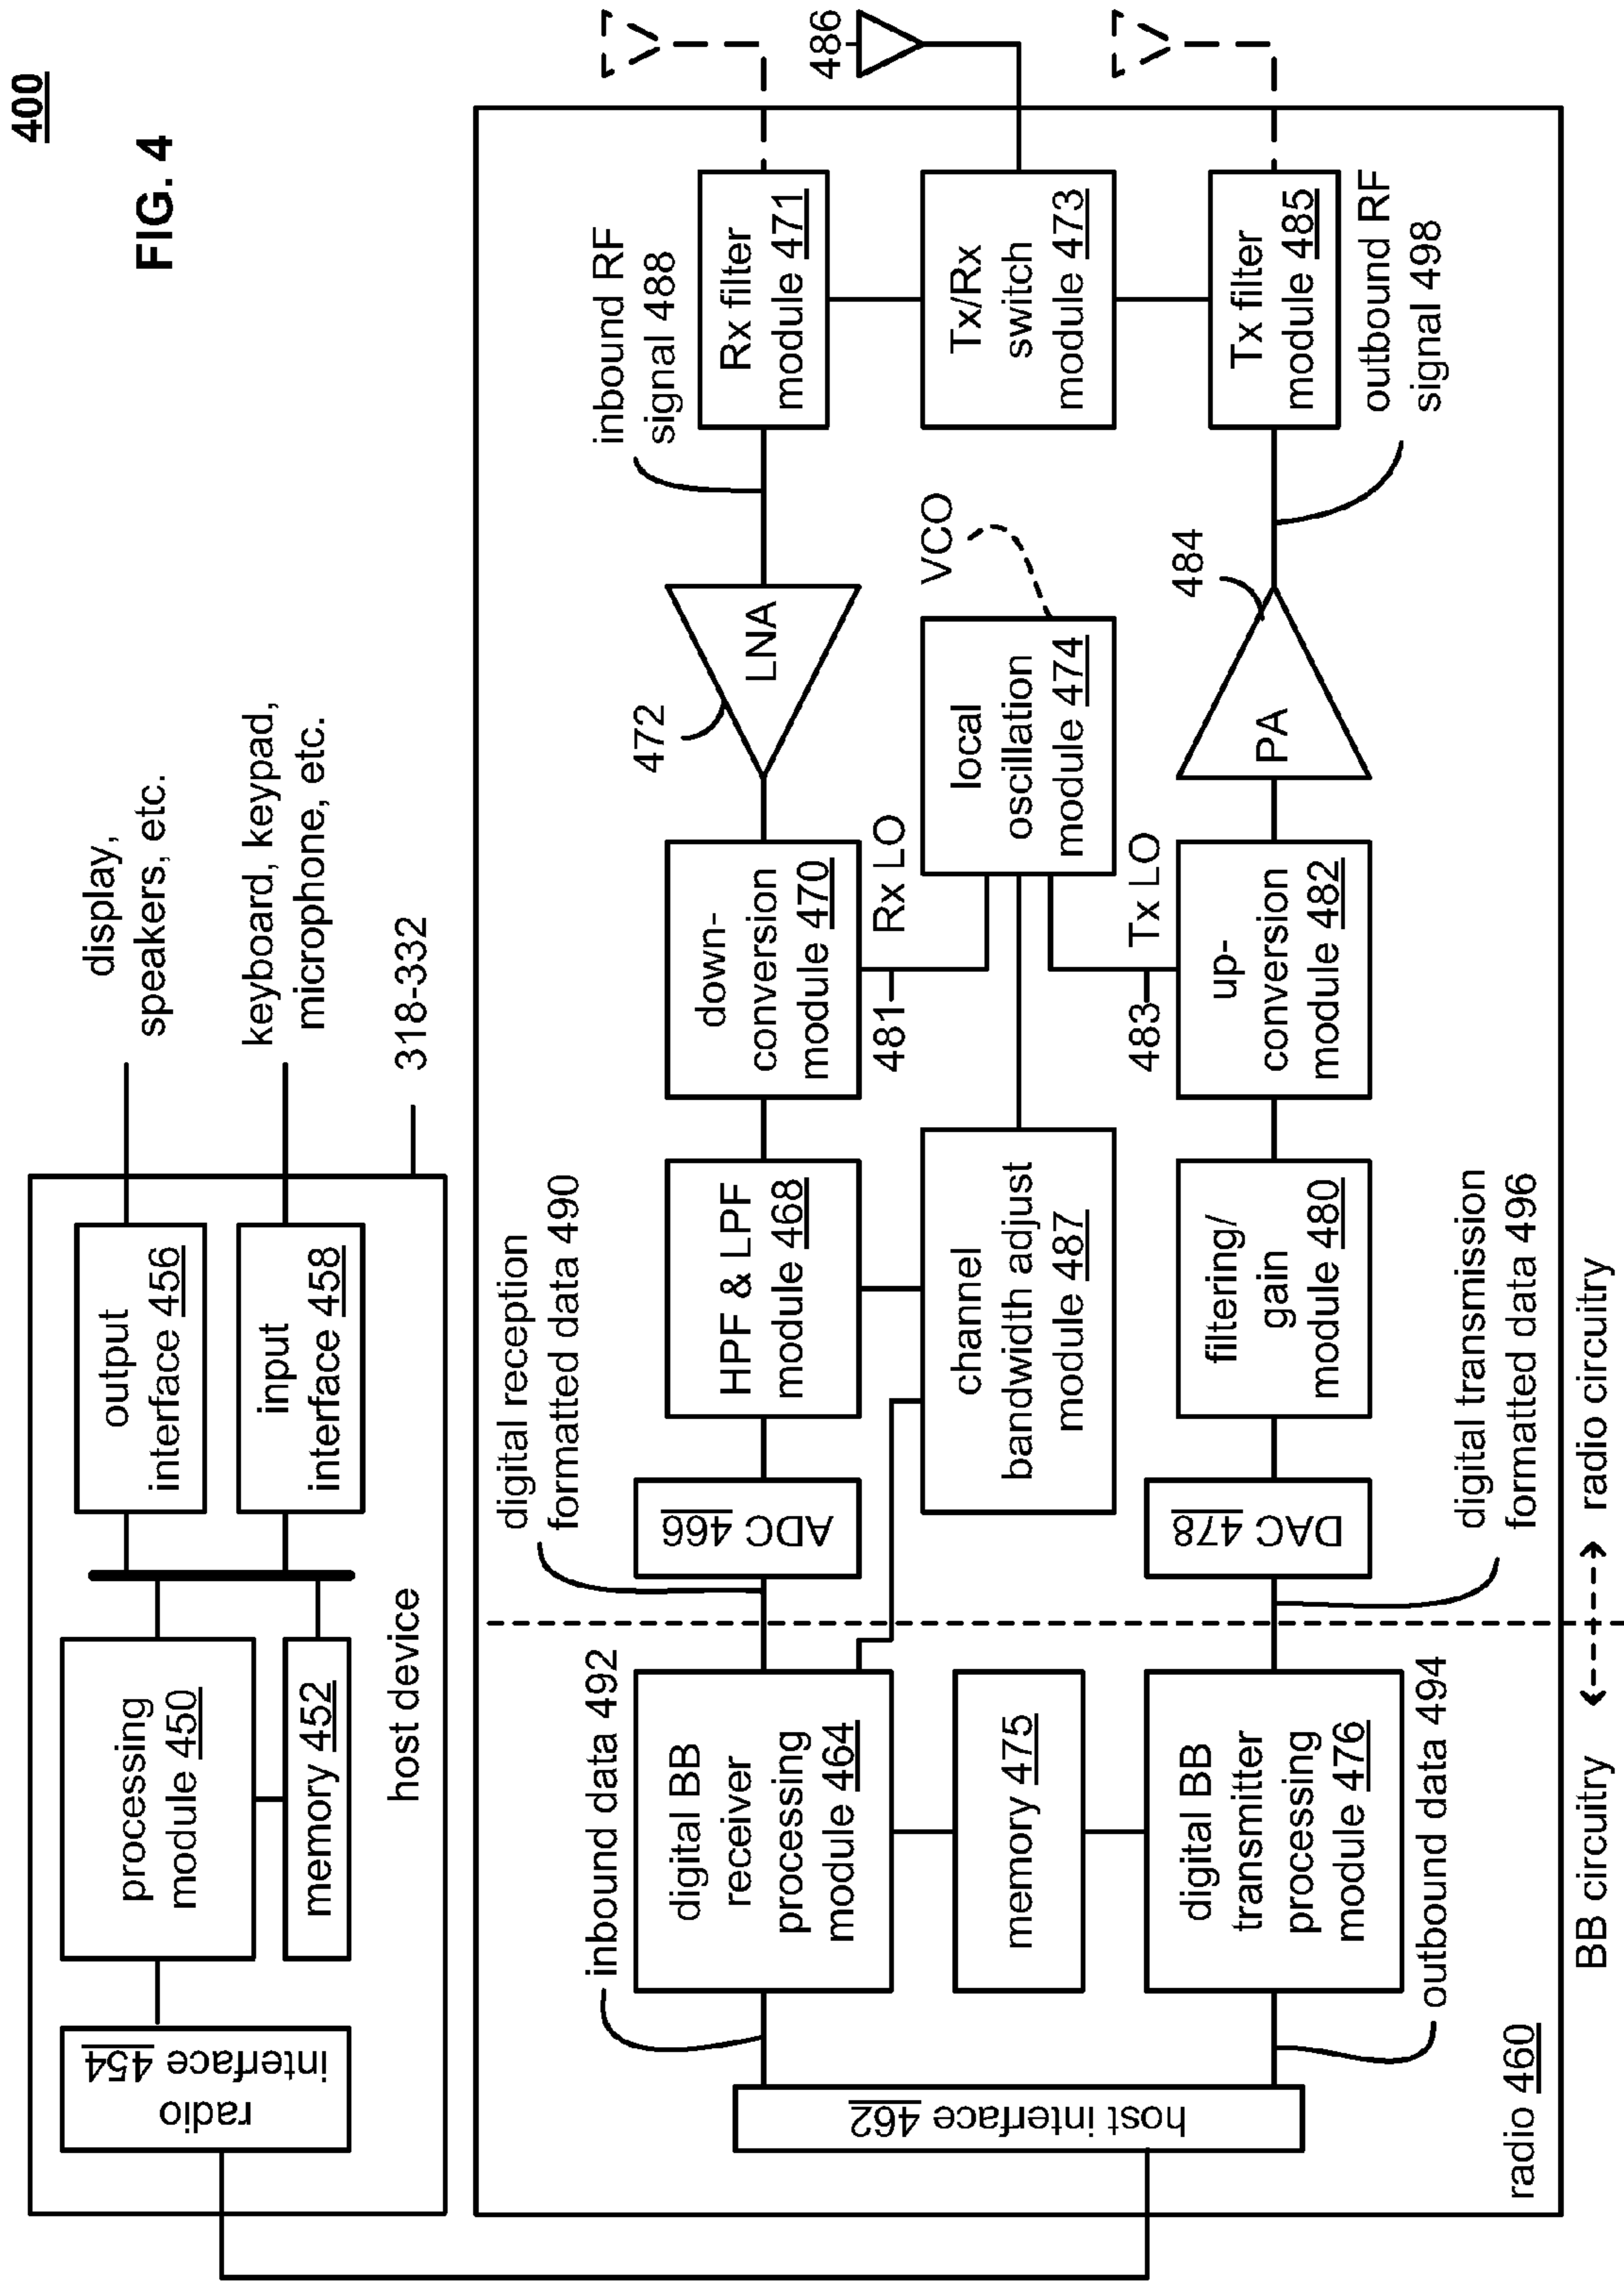 400
FIG. 4
display,
speakers, etc.
keyboard, keypad,
microphone, etc.
318-332
output
interface 456
input
interface 458
processing
module 450
memory 452
host device
radio
interface 454
486
inbound RF
signal 488
Rx filter
module 471
Tx/Rx
switch
module 473
Tx filter
module 485
outbound RF
signal 498
LNA
472
VCO
local
oscillation
module 474
484
PA
down-
conversion
module 470
Rx LO
481
Tx LO
483
up-
conversion
module 482
digital reception
formatted data 490
HPF & LPF
module 468
channel
bandwidth adjust
module 487
filtering/
gain
module 480
digital transmission
formatted data 496
ADC 466
DAC 478
radio circuitry
inbound data 492
digital BB
receiver
processing
module 464
memory 475
digital BB
transmitter
processing
module 476
outbound data 494
BB circuitry
host interface 462
radio 460